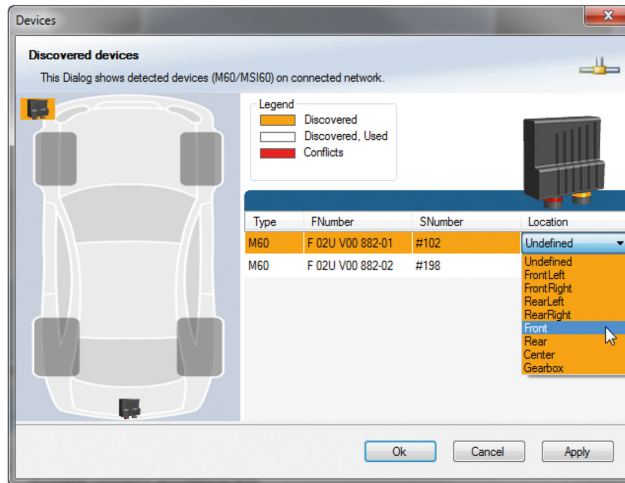 Devices
Discovered devices
This Dialog shows detected devices (M60/MSI60) on connected network.
Legend
Discovered
Discovered, Used
Conflicts
Type FNumber SNumber Location
M60 F 02U V00 882-01 #102 Undefined
M60 F 02U V00 882-02 #198
Undefined
FrontLeft
FrontRight
RearLeft
RearRight
Front
Rear
Center
Gearbox
Ok Cancel Apply